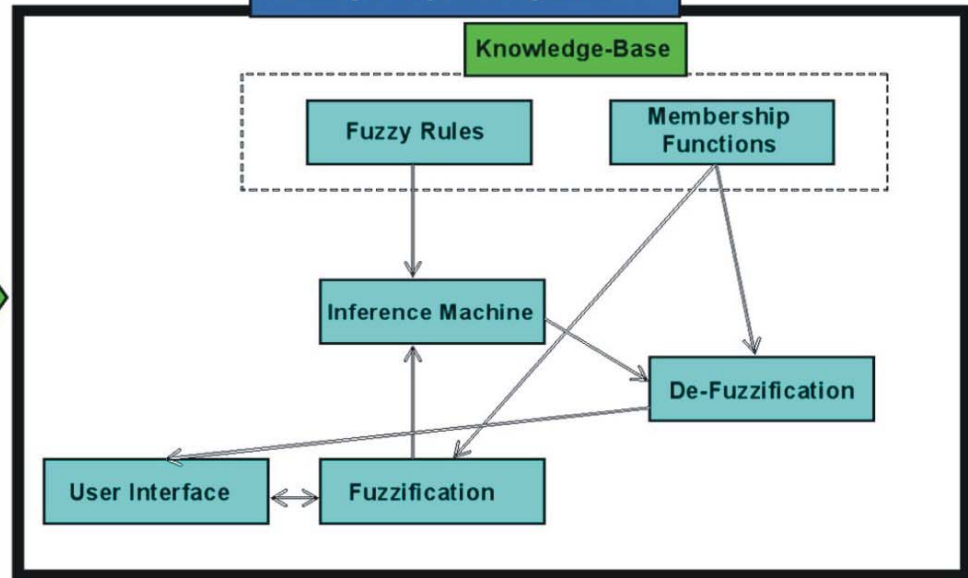 Knowledge-Base
Fuzzy Rules
Membership
Functions
Inference Machine
De-Fuzzification
User Interface
Fuzzification